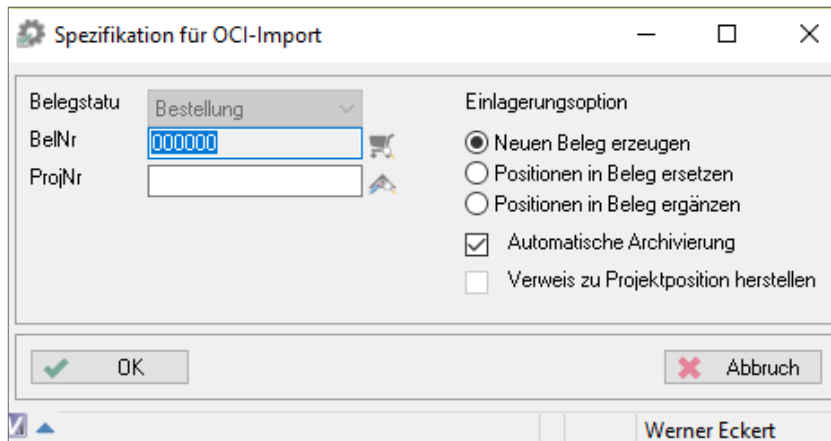 Spezifikation für OCI-Import
Belegstatu
Bestellung
BelNr
000000
ProjNr
Einlagerungsoption
Neuen Beleg erzeugen
Positionen in Beleg ersetzen
Positionen in Beleg ergänzen
Automatische Archivierung
Verweis zu Projektposition herstellen
OK
Abbruch
Werner Eckert